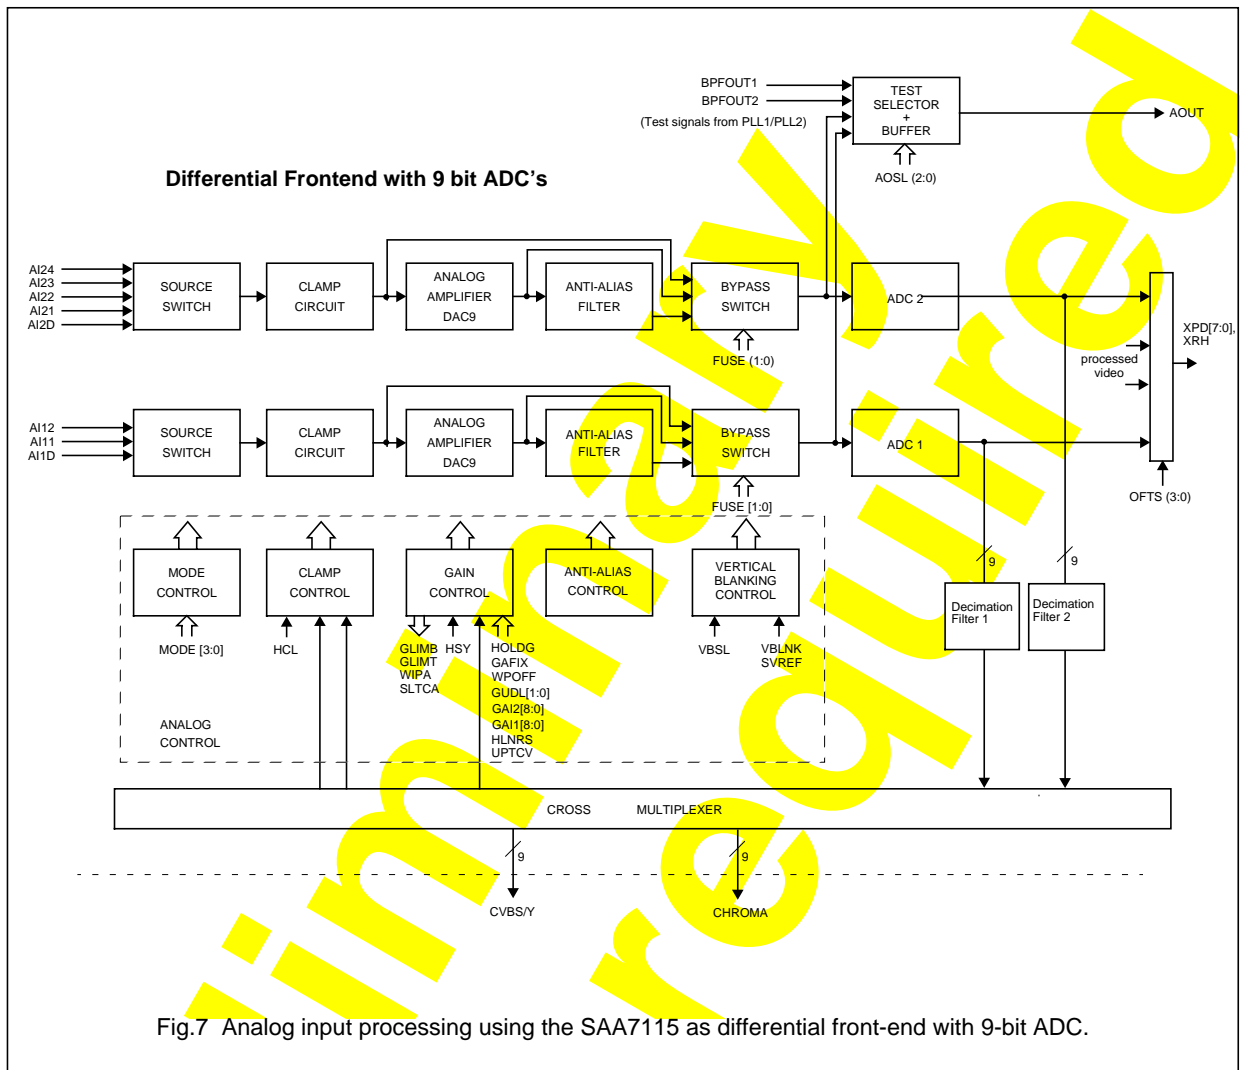 BPFOUT1
BPFOUT2
(Test signals from PLL1/PLL2)
TEST
SELECTOR
+
BUFFER
AOUT
AOSL (2:0)
Differential Frontend with 9 bit ADC's
AI24
AI23
AI22
AI21
AI2D
SOURCE
SWITCH
CLAMP
CIRCUIT
ANALOG
AMPLIFIER
DAC9
ANTI-ALIAS
FILTER
BYPASS
SWITCH
ADC 2
FUSE (1:0)
XPD[7:0],
XRH
processed
video
AI12
AI11
AI1D
SOURCE
SWITCH
CLAMP
CIRCUIT
ANALOG
AMPLIFIER
DAC9
ANTI-ALIAS
FILTER
BYPASS
SWITCH
ADC 1
FUSE [1:0]
OFTS (3:0)
MODE
CONTROL
CLAMP
CONTROL
GAIN
CONTROL
ANTI-ALIAS
CONTROL
VERTICAL
BLANKING
CONTROL
9
9
Decimation
Filter 1
Decimation
Filter 2
MODE [3:0]
HCL
GLIMB
GLIMT
WIPA
SLTCA
HSY
HOLDG
GAFIX
WPOFF
GUDL[1:0]
GAI2[8:0]
GAI1[8:0]
HLNRS
UPTCV
VBSL
VBLNK
SVREF
ANALOG
CONTROL
CROSS MULTIPLEXER
9
9
CVBS/Y
CHROMA
Fig.7 Analog input processing using the SAA7115 as differential front-end with 9-bit ADC.
liminary
required